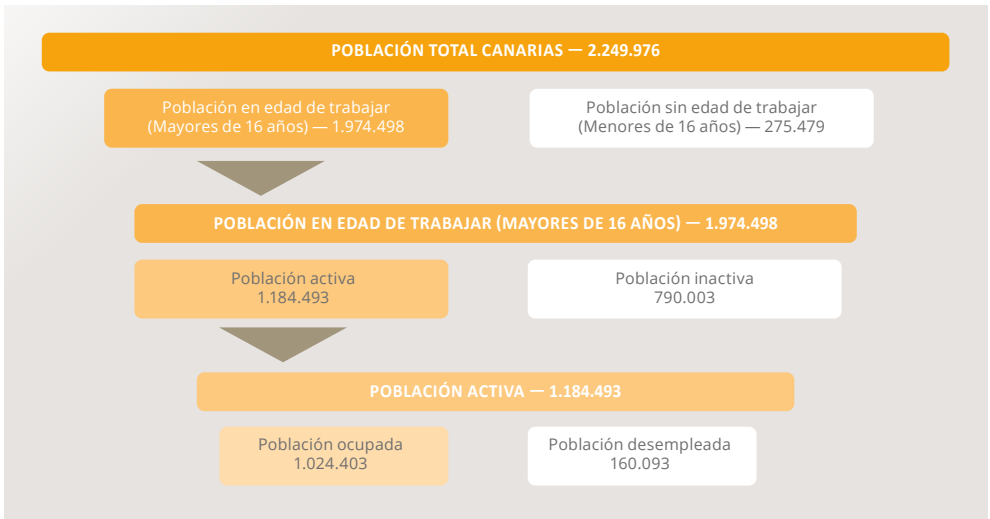 POBLACIÓN TOTAL CANARIAS — 2.249.976
Población en edad de trabajar
(Mayores de 16 años) — 1.974.498
Población sin edad de trabajar
(Menores de 16 años) — 275.479
POBLACIÓN EN EDAD DE TRABAJAR (MAYORES DE 16 AÑOS) — 1.974.498
Población activa
1.184.493
Población inactiva
790.003
POBLACIÓN ACTIVA — 1.184.493
Población ocupada
1.024.403
Población desempleada
160.093